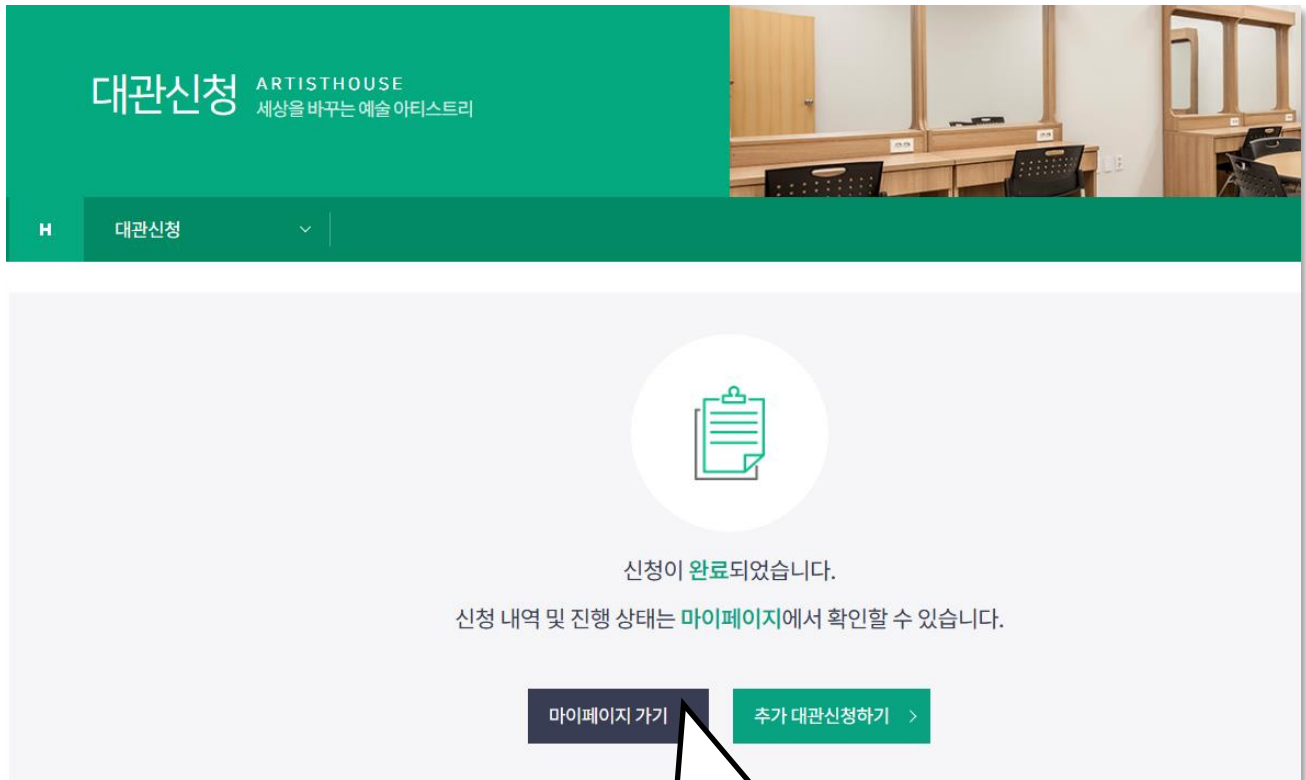 대관신청 ARTISTHOUSE
세상을 바꾸는 예술 아티스트리
H 대관신청
신청이 완료되었습니다.
신청 내역 및 진행 상태는 마이페이지에서 확인할 수 있습니다.
마이페이지 가기 추가 대관신청하기 >